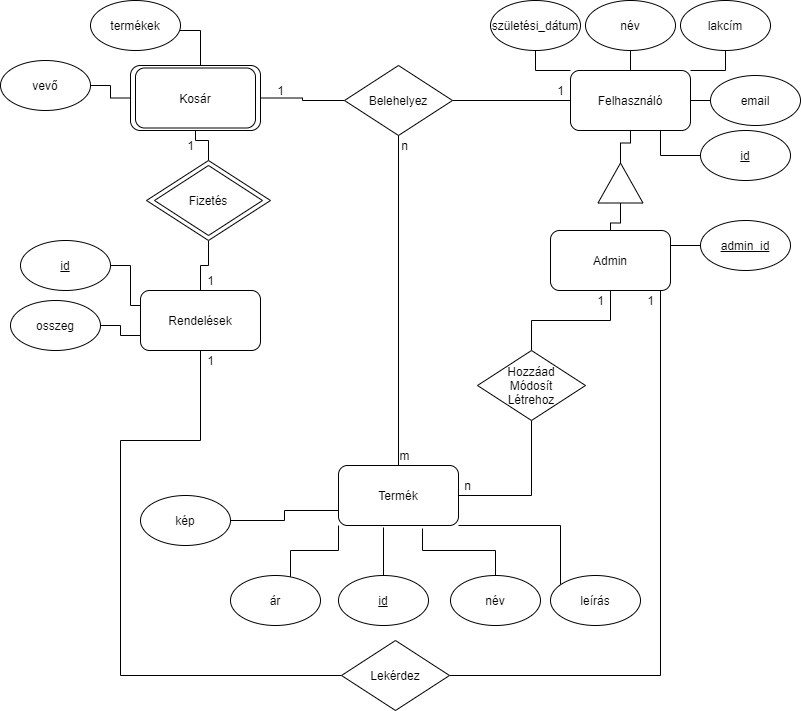 termékek
születési_dátum
név
lakcím
vevő
Kosár
1
Belehelyez
1
Felhasználó
email
1
n
id
Fizetés
id
1
Admin
admin_id
osszeg
Rendelések
1
1
1
Hozzáad
Módosít
Létrehoz
m
n
Termék
kép
ár
id
név
leírás
Lekérdez